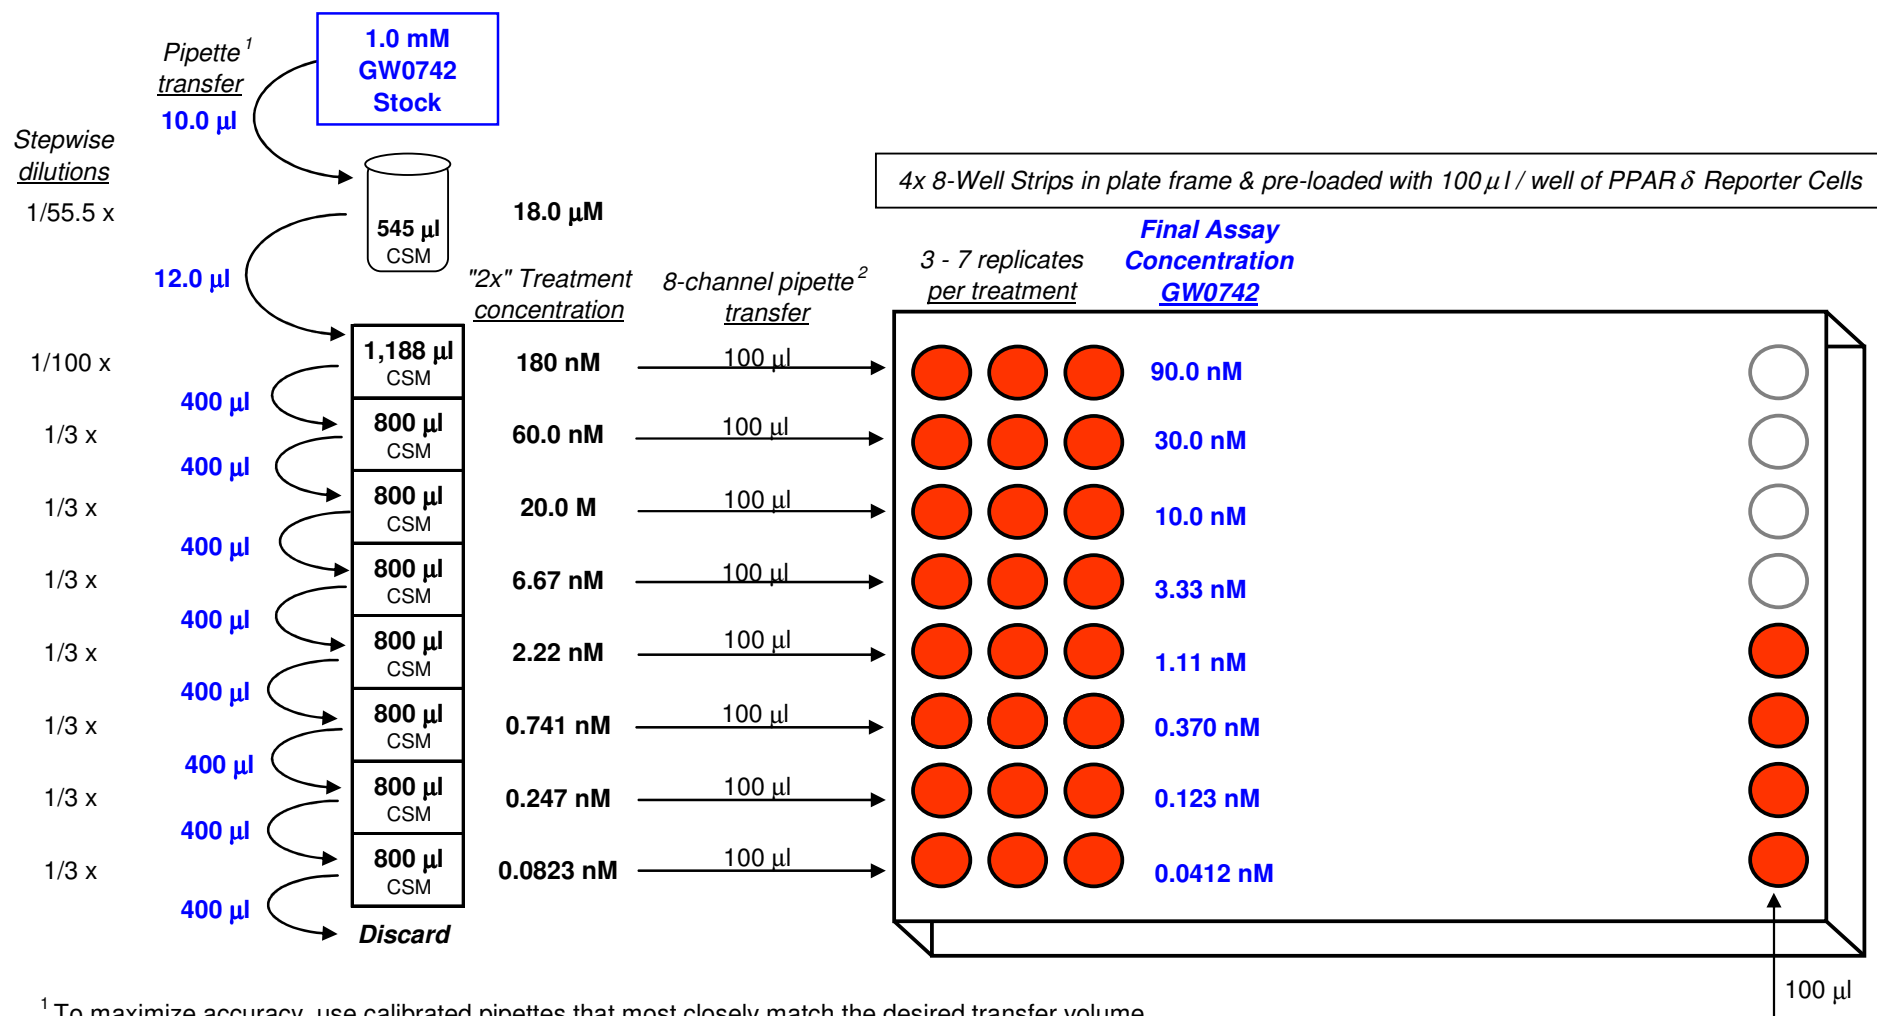 1.0 mM
GW0742
Stock
Pipette 1
transfer
10.0 µl
Stepwise
dilutions
1/55.5 x
545 µl
CSM
18.0 µM
4x 8-Well Strips in plate frame & pre-loaded with 100 µl / well of PPAR δ Reporter Cells
12.0 µl
"2x" Treatment
concentration
8-channel pipette 2
transfer
3 - 7 replicates
per treatment
Final Assay
Concentration
GW0742
1/100 x
1,188 µl
CSM
180 nM
100 µl
90.0 nM
400 µl
1/3 x
800 µl
CSM
60.0 nM
100 µl
30.0 nM
400 µl
1/3 x
800 µl
CSM
20.0 M
100 µl
10.0 nM
400 µl
1/3 x
800 µl
CSM
6.67 nM
100 µl
3.33 nM
400 µl
1/3 x
800 µl
CSM
2.22 nM
100 µl
1.11 nM
400 µl
1/3 x
800 µl
CSM
0.741 nM
100 µl
0.370 nM
400 µl
1/3 x
800 µl
CSM
0.247 nM
100 µl
0.123 nM
400 µl
1/3 x
800 µl
CSM
0.0823 nM
100 µl
0.0412 nM
400 µl
Discard
100 µl
1 To maximize accuracy, use calibrated pipettes that most closely match the desired transfer volume